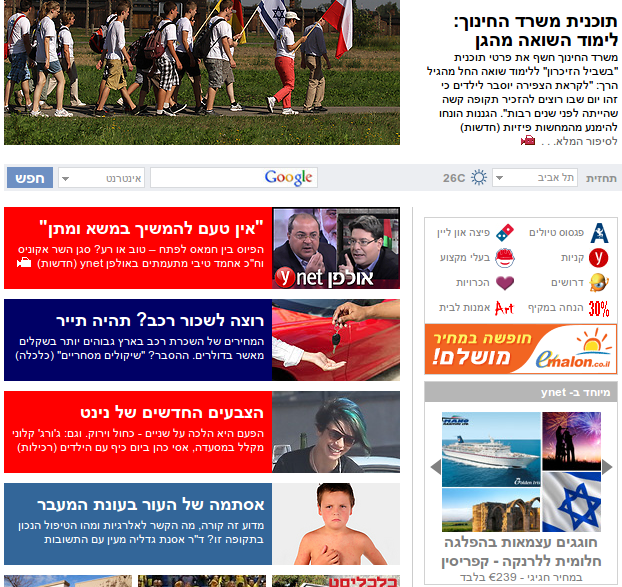 תוכנית משרד החינוך:
לימוד השואה מהגן
משרד החינוך חשף את פרטי תוכנית
"בשביל הזיכרון" ללימוד שואה החל מהגיל
הרך: "לקראת הצפירה יוסבר לילדים כי
זהו יום שבו רוצים להזכיר תקופה קשה
שהייתה לפני שנים רבות". הגננות הונחו
להימנע מהמחשות פיזיות (חדשות)
לסיפור המלא. . .
תחזית
תל אביב
26C
Google
אינטרנט
חפש
"אין טעם להמשיך במשא ומתן"
הפיוס בין חמאס לפתח – טוב או רע? סגן השר אקוניס
וח"כ אחמד טיבי מתעמתים באולפן ynet (חדשות)
אולפן ynet
רוצה לשכור רכב? תהיה תייר
המחירים של השכרת רכב בארץ גבוהים יותר בשקלים
מאשר בדולרים. ההסבר? "שיקולים מסחריים" (כלכלה)
הצבעים החדשים של נינט
הפעם היא הלכה על שניים - כחול וירוק. וגם: ג'ורג' קלוני
מקלל במסעדה, אסי כהן ביום כיף עם הילדים (רכילות)
אסתמה של העור בעונת המעבר
מדוע זה קורה, מה הקשר לאלרגיות ומהו הטיפול הנכון
בתקופה זו? ד"ר אסנת גדליה מעין עם התשובות
כלכליסט
פגסוס טיולים
פיצה און ליין
קניות
בעלי מקצוע
דרושים
הכרויות
30%
הנחה במקיף
Art
אמנות לבית
חופשה במחיר
מושלם!
emalon.co.il
מיוחד ב- ynet
חוגגים עצמאות בהפלגה
חלומית ללרנקה - קפריסין
במחיר חגיגי - €239 בלבד